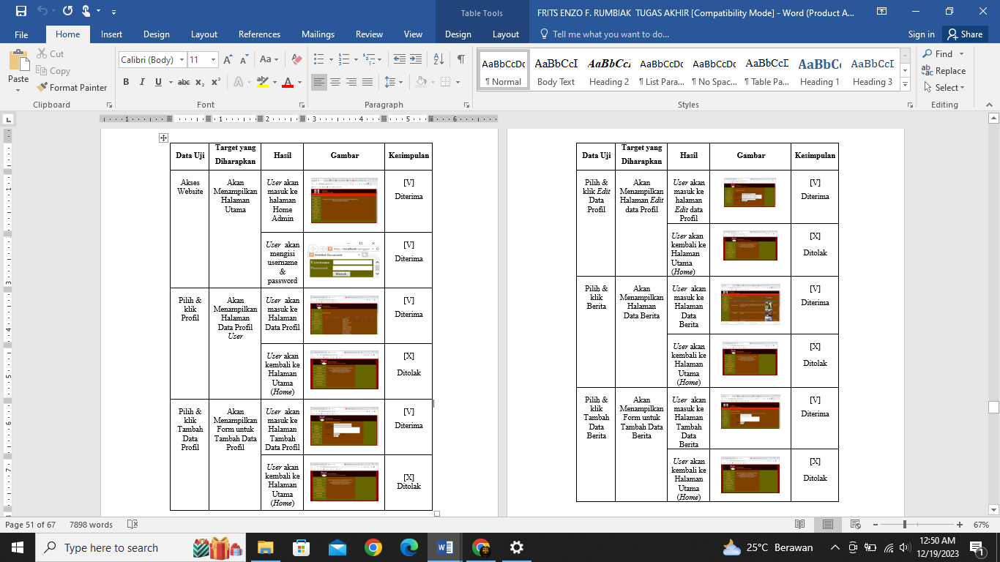 FRITS ENZO F. RUMBIAK  TUGAS AKHIR [Compatibility Mode] - Word (Product A...
Table Tools
File Home Insert Design Layout References Mailings Review View Design Layout Tell me what you want to do... Sign in Share
Paste
Cut
Copy
Format Painter
Clipboard
Calibri (Body) 11
Font
Paragraph
AaBbCcDc AaBbCcI AaBbCcI AaBbCcDc AaBbCcDc AaBbCcD AaBbCc AaBbCcD
¶ Normal Body Text Heading 2 ¶ List Para... ¶ No Spac... ¶ Table Pa... Heading 1 Heading 3
Styles
Find
Replace
Select
Editing
Data Uji
Target yang
Diharapkan
Hasil
Gambar
Kesimpulan
Akses
Website
Akan
Menampilkan
Halaman
Utama
User akan
masuk ke
halaman
Home
Admin
[V]
Diterima
User akan
mengisi
username
&
password
http://localhost
Untitled Document
Username
Password
Masuk
[V]
Diterima
Pilih &
klik
Profil
Akan
Menampilkan
Halaman
Data Profil
User
User akan
masuk ke
Halaman
Data Profil
[V]
Diterima
User akan
kembali ke
Halaman
Utama
(Home)
[X]
Ditolak
Pilih &
klik
Tambah
Data
Profil
Akan
Menampilkan
Form untuk
Tambah Data
Profil
User akan
masuk ke
Halaman
Tambah
Data Profil
[V]
Diterima
User akan
kembali ke
Halaman
Utama
(Home)
[X]
Ditolak
Data Uji
Target yang
Diharapkan
Hasil
Gambar
Kesimpulan
Pilih &
klik Edit
Data
Profil
Akan
Menampilkan
Halaman Edit
data Profil
User akan
masuk ke
halaman
Edit data
Profil
[V]
Diterima
User akan
kembali ke
Halaman
Utama
(Home)
[X]
Ditolak
Pilih &
klik
Berita
Akan
Menampilkan
Halaman
Data Berita
User akan
masuk ke
Halaman
Data
Berita
[V]
Diterima
User akan
kembali ke
Halaman
Utama
(Home)
[X]
Ditolak
Pilih &
klik
Tambah
Data
Berita
Akan
Menampilkan
Form untuk
Tambah Data
Berita
User akan
masuk ke
Halaman
Tambah
Data
Berita
[V]
Diterima
User akan
kembali ke
Halaman
Utama
(Home)
[X]
Ditolak
Page 51 of 67 7898 words 67%
Type here to search
25°C Berawan
12:50 AM
12/19/2023